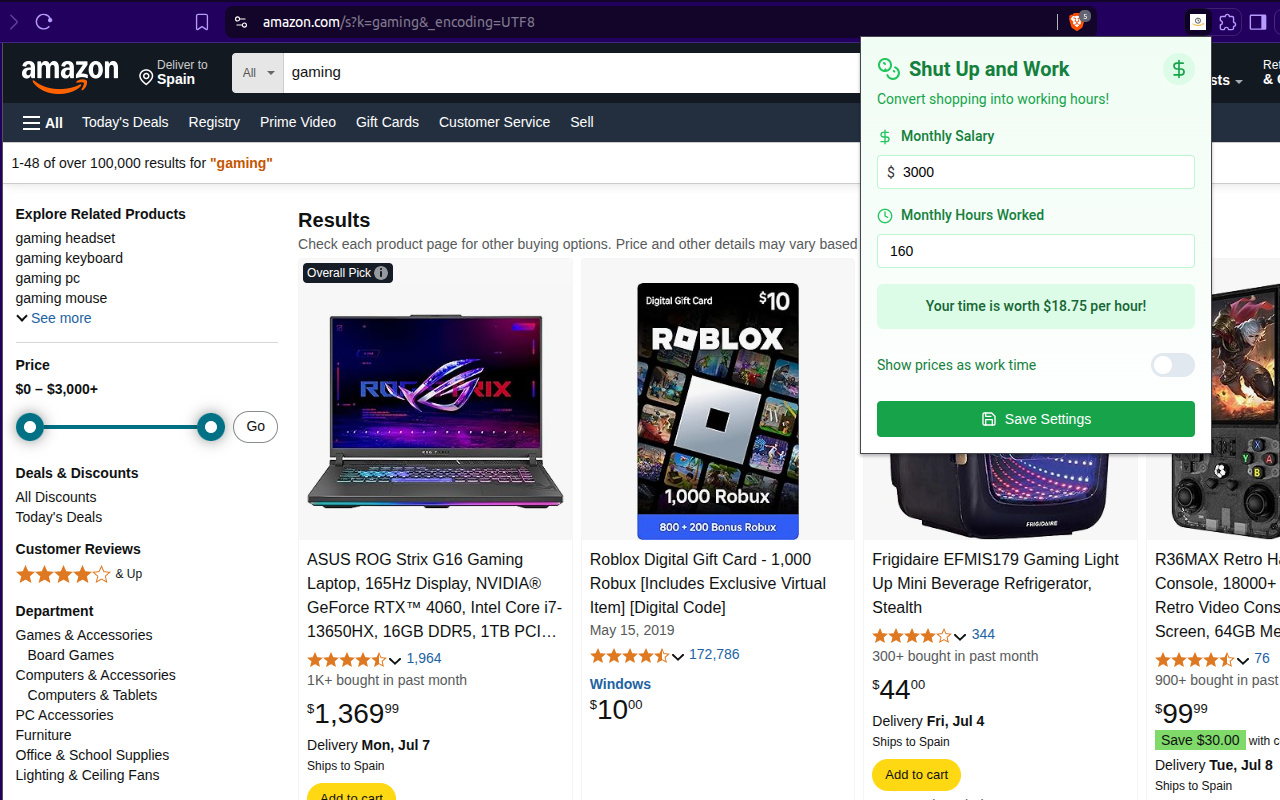 amazon.com/s?k=gaming&_encoding=UTF8
5
amazon
Deliver to
Spain
All
gaming
Ret
sts
& O
All
Today's Deals
Registry
Prime Video
Gift Cards
Customer Service
Sell
1-48 of over 100,000 results for "gaming"
Shut Up and Work
Convert shopping into working hours!
Monthly Salary
$ 3000
Monthly Hours Worked
160
Your time is worth $18.75 per hour!
Show prices as work time
Save Settings
Explore Related Products
gaming headset
gaming keyboard
gaming pc
gaming mouse
See more
Price
$0 – $3,000+
Go
Deals & Discounts
All Discounts
Today's Deals
Customer Reviews
& Up
Department
Games & Accessories
Board Games
Computers & Accessories
Computers & Tablets
PC Accessories
Furniture
Office & School Supplies
Lighting & Ceiling Fans
Results
Check each product page for other buying options. Price and other details may vary based
Overall Pick
ROG STRIX
ASUS ROG Strix G16 Gaming
Laptop, 165Hz Display, NVIDIA®
GeForce RTX™ 4060, Intel Core i7-
13650HX, 16GB DDR5, 1TB PCI…
1,964
1K+ bought in past month
$1,369 99
Delivery Mon, Jul 7
Ships to Spain
Add to cart
Digital Gift Card
$10
ROBLOX
1,000 Robux
800 + 200 Bonus Robux
Roblox Digital Gift Card - 1,000
Robux [Includes Exclusive Virtual
Item] [Digital Code]
May 15, 2019
172,786
Windows
$10 00
FRIGIDAIRE
Frigidaire EFMIS179 Gaming Light
Up Mini Beverage Refrigerator,
Stealth
344
300+ bought in past month
$44 00
Delivery Fri, Jul 4
Ships to Spain
Add to cart
X
Y
A
B
R36MAX Retro Ha
Console, 18000+
Retro Video Cons
Screen, 64GB Me
76
900+ bought in past
$99 99
Save $30.00 with c
Delivery Tue, Jul 8
Ships to Spain